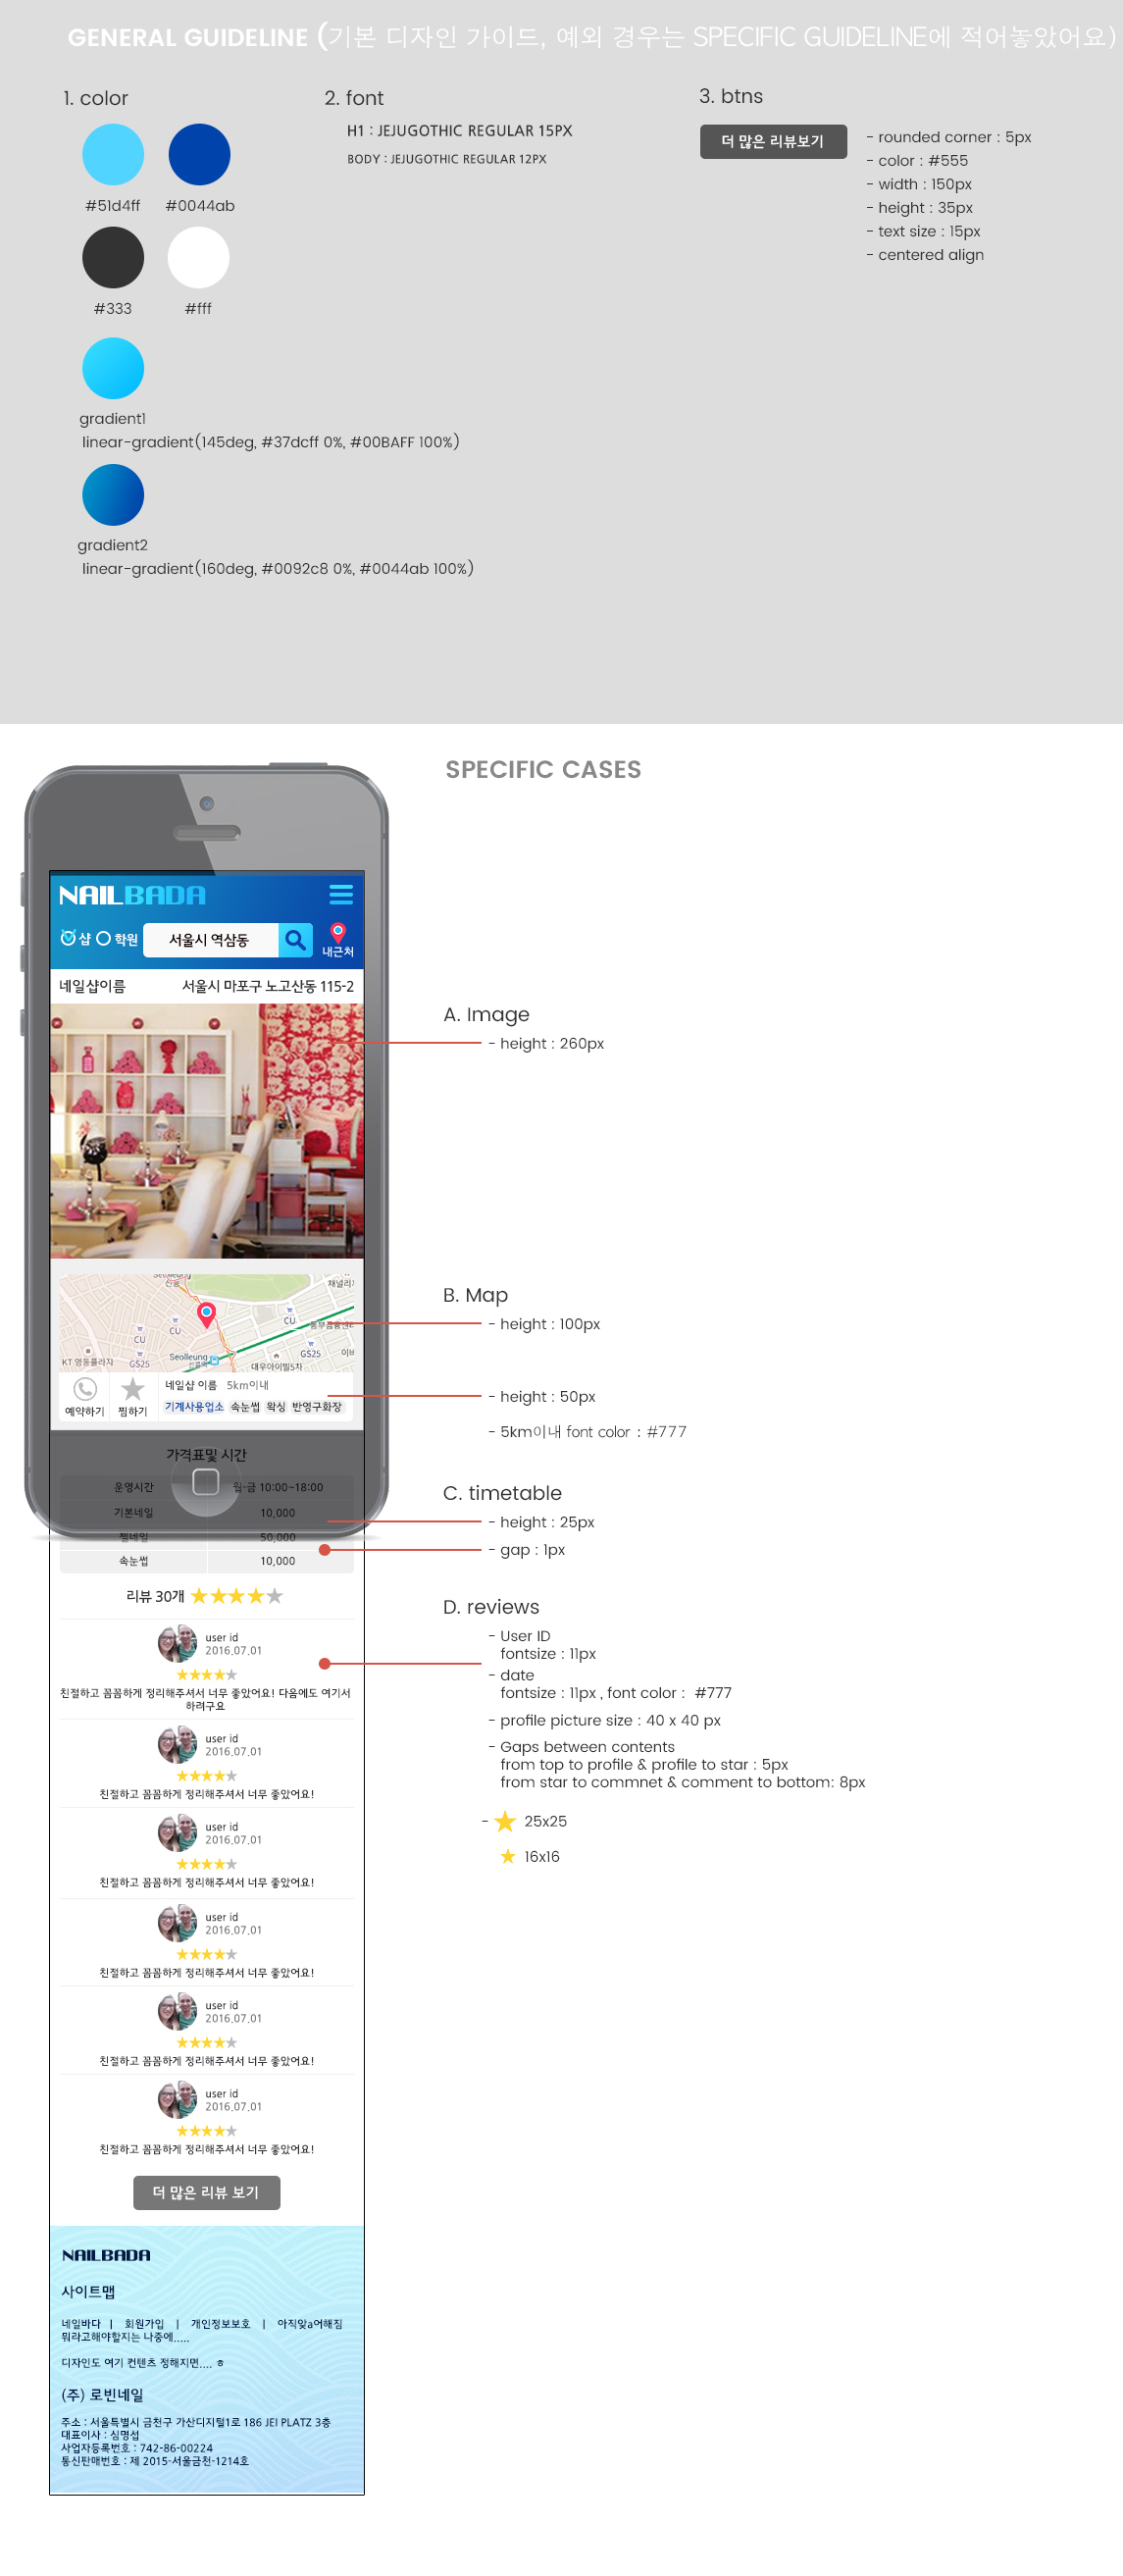 GENERAL GUIDELINE (기본 디자인 가이드, 예외 경우는 SPECIFIC GUIDELINE에 적어놓았어요)
1. color
2. font
3. btns
H1 : JEJUGOTHIC REGULAR 15PX
BODY : JEJUGOTHIC REGULAR 12PX
더 많은 리뷰보기
- rounded corner : 5px
- color : #555
- width : 150px
- height : 35px
- text size : 15px
- centered align
#51d4ff #0044ab
#333 #fff
gradient1
linear-gradient(145deg, #37dcff 0%, #00BAFF 100%)
gradient2
linear-gradient(160deg, #0092c8 0%, #0044ab 100%)
SPECIFIC CASES
NAILBADA
샵 학원 서울시 역삼동 내근처
네일샵이름 서울시 마포구 노고산동 115-2
A. Image
- height : 260px
B. Map
- height : 100px
채널리
CU
CU
CU
CU
GS25
GS25
KT 영동플라자
Seolleung
선릉역
대우아이빌5차
이비
- height : 50px
- 5km이내 font color : #777
예약하기 찜하기
네일샵 이름 5km이내
기계사용업소 속눈썹 왁싱 반영구화장
가격표및 시간
운영시간 월-금 10:00~18:00
기본네일 10,000
젤네일 50,000
속눈썹 10,000
C. timetable
- height : 25px
- gap : 1px
리뷰 30개
D. reviews
- User ID
fontsize : 11px
- date
fontsize : 11px , font color : #777
- profile picture size : 40 x 40 px
- Gaps between contents
from top to profile & profile to star : 5px
from star to commnet & comment to bottom: 8px
- 25x25
16x16
user id
2016.07.01
친절하고 꼼꼼하게 정리해주셔서 너무 좋았어요! 다음에도 여기서
하려구요
user id
2016.07.01
친절하고 꼼꼼하게 정리해주셔서 너무 좋았어요!
user id
2016.07.01
친절하고 꼼꼼하게 정리해주셔서 너무 좋았어요!
user id
2016.07.01
친절하고 꼼꼼하게 정리해주셔서 너무 좋았어요!
user id
2016.07.01
친절하고 꼼꼼하게 정리해주셔서 너무 좋았어요!
user id
2016.07.01
친절하고 꼼꼼하게 정리해주셔서 너무 좋았어요!
더 많은 리뷰 보기
NAILBADA
사이트맵
네일바다 | 회원가입 | 개인정보보호 | 아직잊a어해짐
뭐라고해야할지는 나중에.....
디자인도 여기 컨텐츠 정해지면.... ㅎ
(주) 로빈네일
주소 : 서울특별시 금천구 가산디지털1로 186 JEI PLATZ 3층
대표이사 : 심명섭
사업자등록번호 : 742-86-00224
통신판매번호 : 제 2015-서울금천-1214호